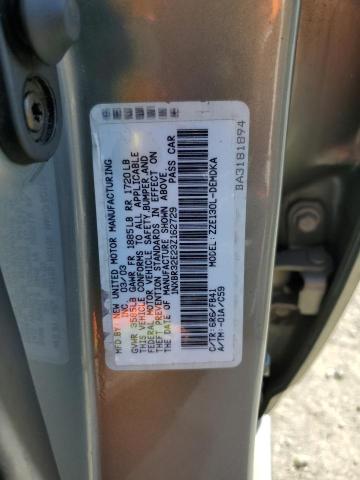 MFD. BY: NEW UNITED MOTOR MANUFACTURING
INC. 03/03
GVWR 3585LB GAWR FR 1885LB RR 1720LB
THIS VEHICLE CONFORMS TO ALL APPLICABLE
FEDERAL MOTOR VEHICLE SAFETY, BUMPER AND
THEFT PREVENTION STANDARDS IN EFFECT ON THE DATE
OF MANUFACTURE SHOWN ABOVE.
1NXBR32E23Z162729 PASS CAR
C/TR: 6R6/FB41 MODEL: ZZE130L-DEMDKA
A/TM: -01A/C59
BA3181894